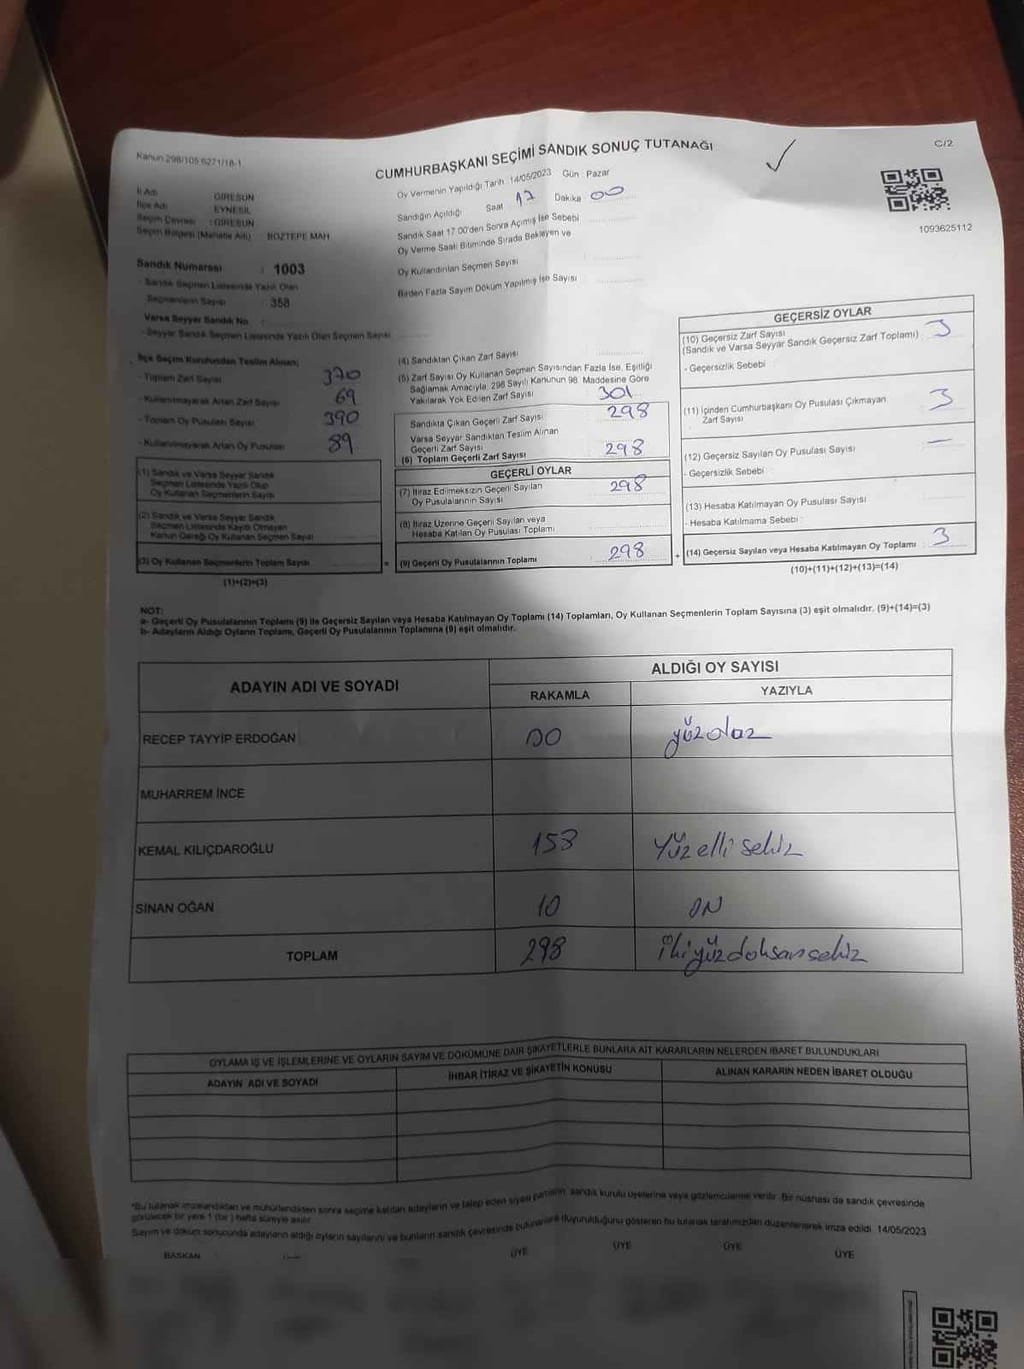 Kanun 298/105 6271/18-1
CUMHURBAŞKANI SEÇİMİ SANDIK SONUÇ TUTANAĞI
C/2
Oy Vermenin Yapıldığı Tarih 14/05/2023 Gün : Pazar
1093625112
İl Adı GİRESUN
İlçe Adı EYNESİL
Seçim Çevresi : GİRESUN
Seçim Bölgesi (Mahalle Adı) BOZTEPE MAH
Sandık Numarası : 1003
- Sandık Seçmen Listesinde Yazılı Olan
Seçmenlerin Sayısı : 358
Varsa Seyyar Sandık No
- Seyyar Sandık Seçmen Listesinde Yazılı Olan Seçmen Sayısı
Sandığın Açıldığı Saat 17 Dakika 00
Sandık Saat 17.00'den Sonra Açılmış İse Sebebi
Oy Verme Saati Bitiminde Sırada Bekleyen ve
Oy Kullandırılan Seçmen Sayısı
Birden Fazla Sayım Döküm Yapılmış İse Sayısı
İlçe Seçim Kurulundan Teslim Alınan;
- Toplam Zarf Sayısı 370
- Kullanılmayarak Artan Zarf Sayısı 69
- Toplam Oy Pusulası Sayısı 390
- Kullanılmayarak Artan Oy Pusulası 89
(1) Sandık ve Varsa Seyyar Sandık
Seçmen Listesinde Yazılı Olup
Oy Kullanan Seçmenlerin Sayısı
(2) Sandık ve Varsa Seyyar Sandık
Seçmen Listesinde Kayıtlı Olmayan
Kanun Gereği Oy Kullanan Seçmen Sayısı
(3) Oy Kullanan Seçmenlerin Toplam Sayısı
(1)+(2)=(3)
(4) Sandıktan Çıkan Zarf Sayısı
(5) Zarf Sayısı Oy Kullanan Seçmen Sayısından Fazla İse, Eşitliği
Sağlamak Amacıyla, 298 Sayılı Kanunun 98. Maddesine Göre
Yakılarak Yok Edilen Zarf Sayısı 301
Sandıkta Çıkan Geçerli Zarf Sayısı 298
Varsa Seyyar Sandıktan Teslim Alınan
Geçerli Zarf Sayısı
(6) Toplam Geçerli Zarf Sayısı 298
GEÇERLİ OYLAR
(7) İtiraz Edilmeksizin Geçerli Sayılan
Oy Pusulalarının Sayısı 298
(8) İtiraz Üzerine Geçerli Sayılan veya
Hesaba Katılan Oy Pusulası Toplamı
= (9) Geçerli Oy Pusulalarının Toplamı 298
GEÇERSİZ OYLAR
(10) Geçersiz Zarf Sayısı
(Sandık ve Varsa Seyyar Sandık Geçersiz Zarf Toplamı) 3
- Geçersizlik Sebebi
(11) İçinden Cumhurbaşkanı Oy Pusulası Çıkmayan
Zarf Sayısı 3
(12) Geçersiz Sayılan Oy Pusulası Sayısı —
- Geçersizlik Sebebi
(13) Hesaba Katılmayan Oy Pusulası Sayısı
- Hesaba Katılmama Sebebi
+ (14) Geçersiz Sayılan veya Hesaba Katılmayan Oy Toplamı 3
(10)+(11)+(12)+(13)=(14)
NOT:
a- Geçerli Oy Pusulalarının Toplamı (9) ile Geçersiz Sayılan veya Hesaba Katılmayan Oy Toplamı (14) Toplamları, Oy Kullanan Seçmenlerin Toplam Sayısına (3) eşit olmalıdır. (9)+(14)=(3)
b- Adayların Aldığı Oyların Toplamı, Geçerli Oy Pusulalarının Toplamına (9) eşit olmalıdır.
ADAYIN ADI VE SOYADI
ALDIĞI OY SAYISI
RAKAMLA YAZIYLA
RECEP TAYYİP ERDOĞAN yüz
MUHARREM İNCE
KEMAL KILIÇDAROĞLU 158 Yüz elli sekiz
SİNAN OĞAN 10 ON
TOPLAM 298 ikiyüzdoksansekiz
OYLAMA İŞ VE İŞLEMLERİNE VE OYLARIN SAYIM VE DÖKÜMÜNE DAİR ŞİKAYETLERLE BUNLARA AİT KARARLARIN NELERDEN İBARET BULUNDUKLARI
ADAYIN ADI VE SOYADI İHBAR İTİRAZ VE ŞİKAYETİN KONUSU ALINAN KARARIN NEDEN İBARET OLDUĞU
*Bu tutanak imzalandıktan ve mühürlendikten sonra seçime katılan adayların ve talep eden siyasi partilerin, sandık kurulu üyelerine veya gözlemcilerine verilir. Bir nüshası da sandık çevresinde
görülecek bir yere 1 (bir) hafta süreyle asılır.
Sayım ve döküm sonucunda adayların aldığı oyların sayılarını ve bunların sandık çevresinde bulunanlara duyurulduğunu gösteren bu tutanak tarafımızdan düzenlenerek imza edildi. 14/05/2023
BAŞKAN ÜYE ÜYE ÜYE ÜYE